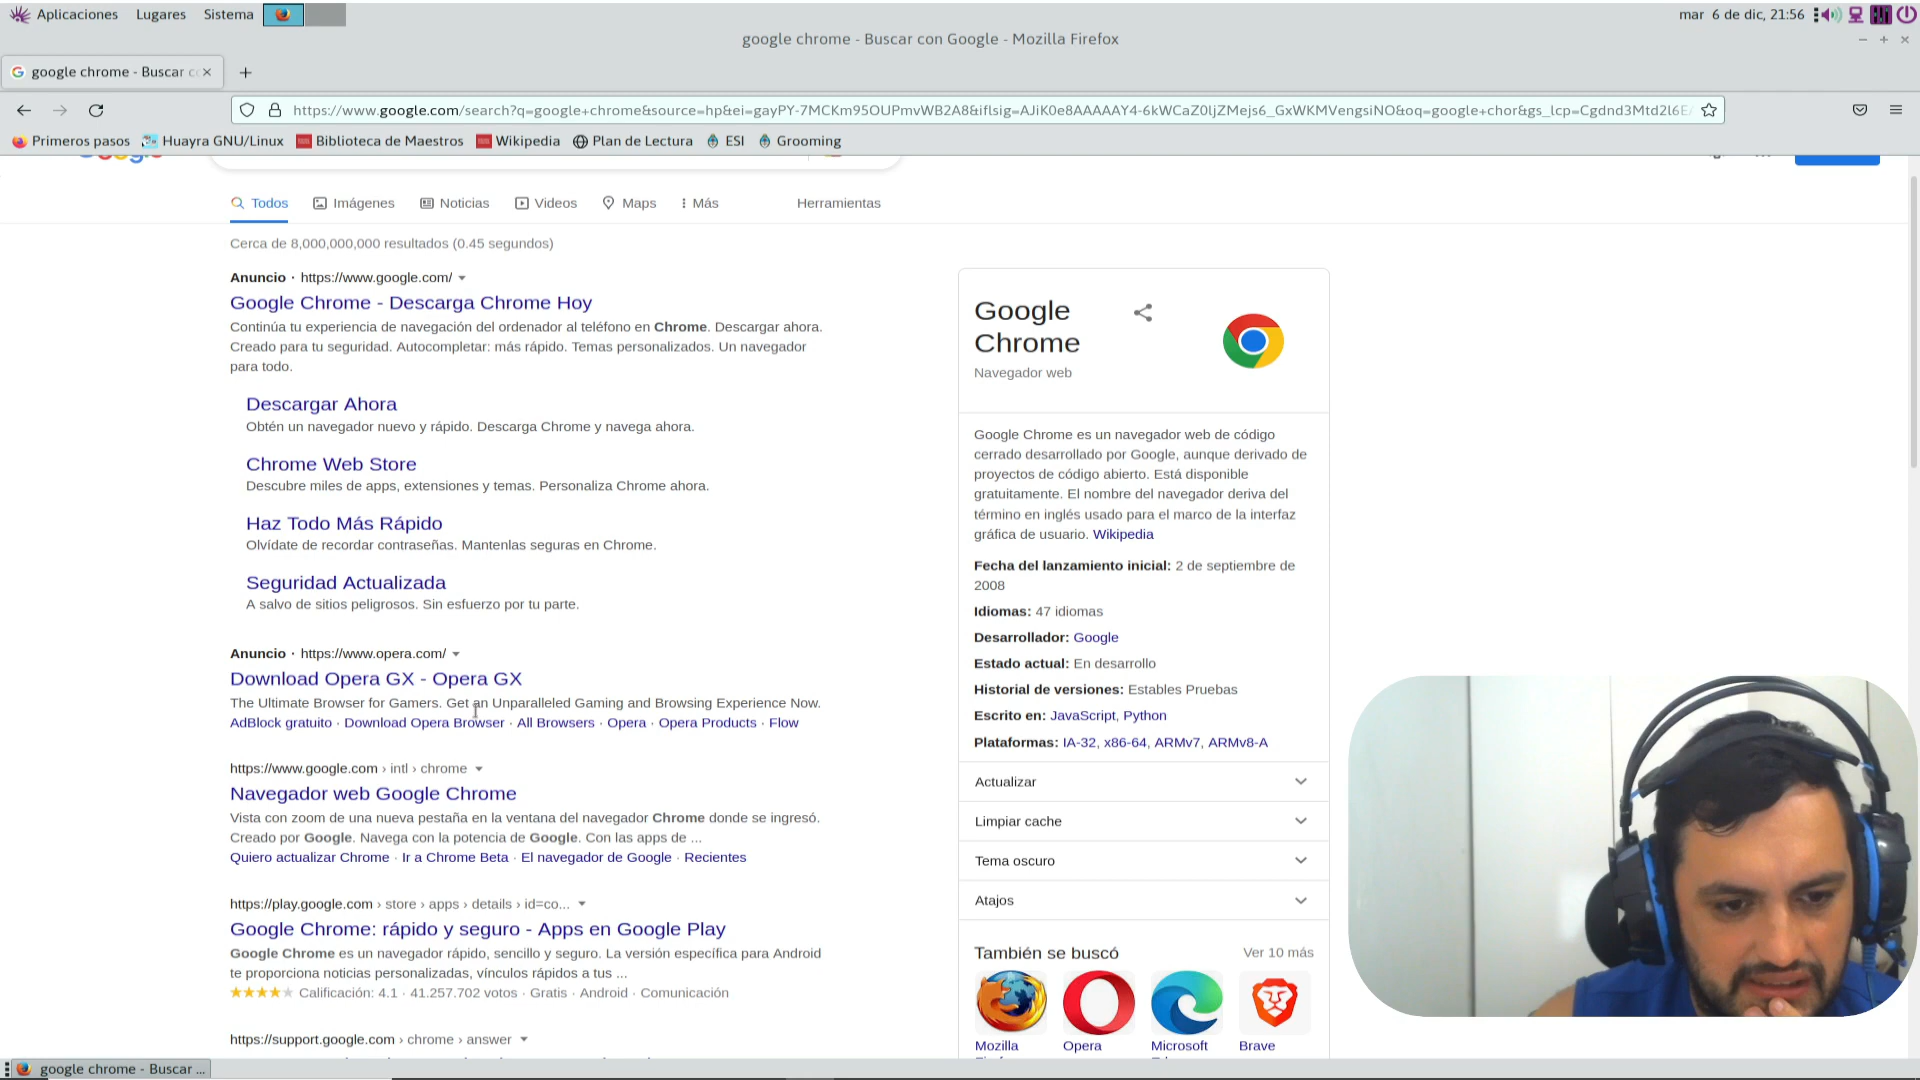 Aplicaciones Lugares Sistema
mar 6 de dic, 21:56
google chrome - Buscar con Google - Mozilla Firefox
google chrome - Buscar
https://www.google.com/search?q=google+chrome&source=hp&ei=gayPY-7MCKm95OUPmvWB2A8&iflsig=AJiK0e8AAAAAY4-6kWCaZ0ljZMejs6_GxWKMVengsiNO&oq=google+chor&gs_lcp=Cgdnd3Mtd2l6E
Primeros pasos Huayra GNU/Linux Biblioteca de Maestros Wikipedia Plan de Lectura ESI Grooming
Todos Imágenes Noticias Videos Maps Más Herramientas
Cerca de 8,000,000,000 resultados (0.45 segundos)
Anuncio · https://www.google.com/
Google Chrome - Descarga Chrome Hoy
Continúa tu experiencia de navegación del ordenador al teléfono en Chrome. Descargar ahora.
Creado para tu seguridad. Autocompletar: más rápido. Temas personalizados. Un navegador
para todo.
Descargar Ahora
Obtén un navegador nuevo y rápido. Descarga Chrome y navega ahora.
Chrome Web Store
Descubre miles de apps, extensiones y temas. Personaliza Chrome ahora.
Haz Todo Más Rápido
Olvídate de recordar contraseñas. Mantenlas seguras en Chrome.
Seguridad Actualizada
A salvo de sitios peligrosos. Sin esfuerzo por tu parte.
Anuncio · https://www.opera.com/
Download Opera GX - Opera GX
The Ultimate Browser for Gamers. Get an Unparalleled Gaming and Browsing Experience Now.
AdBlock gratuito · Download Opera Browser · All Browsers · Opera · Opera Products · Flow
https://www.google.com › intl › chrome
Navegador web Google Chrome
Vista con zoom de una nueva pestaña en la ventana del navegador Chrome donde se ingresó.
Creado por Google. Navega con la potencia de Google. Con las apps de ...
Quiero actualizar Chrome · Ir a Chrome Beta · El navegador de Google · Recientes
https://play.google.com › store › apps › details › id=co...
Google Chrome: rápido y seguro - Apps en Google Play
Google Chrome es un navegador rápido, sencillo y seguro. La versión específica para Android
te proporciona noticias personalizadas, vínculos rápidos a tus ...
Calificación: 4.1 · 41.257.702 votos · Gratis · Android · Comunicación
https://support.google.com › chrome › answer
Google
Chrome
Navegador web
Google Chrome es un navegador web de código
cerrado desarrollado por Google, aunque derivado de
proyectos de código abierto. Está disponible
gratuitamente. El nombre del navegador deriva del
término en inglés usado para el marco de la interfaz
gráfica de usuario. Wikipedia
Fecha del lanzamiento inicial: 2 de septiembre de
2008
Idiomas: 47 idiomas
Desarrollador: Google
Estado actual: En desarrollo
Historial de versiones: Estables Pruebas
Escrito en: JavaScript, Python
Plataformas: IA-32, x86-64, ARMv7, ARMv8-A
Actualizar
Limpiar cache
Tema oscuro
Atajos
También se buscó Ver 10 más
Mozilla Opera Microsoft Brave
google chrome - Buscar ...